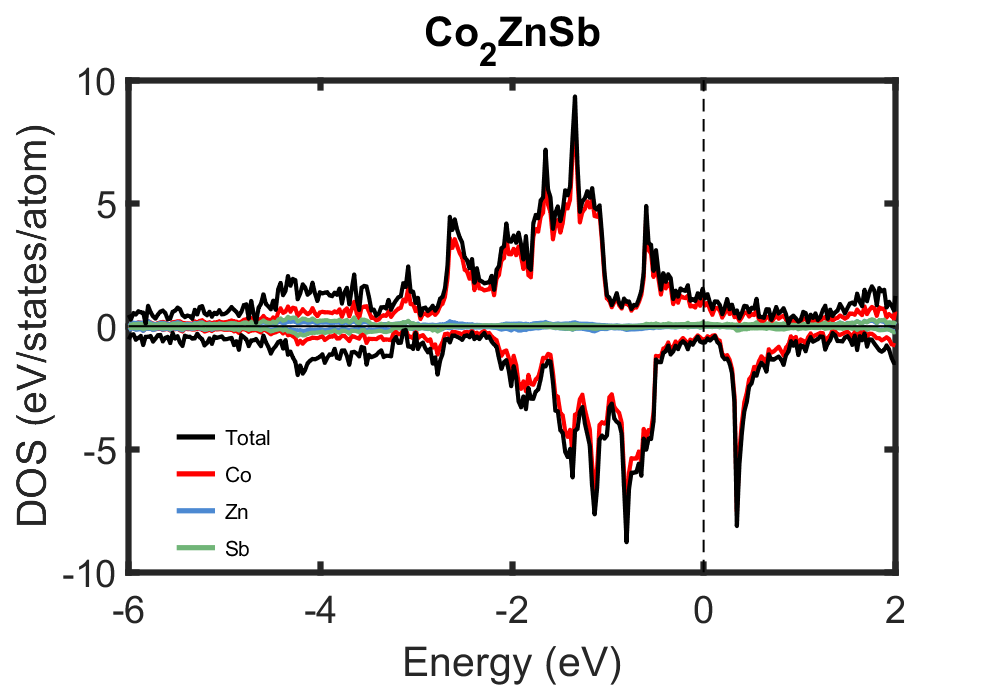 Co2ZnSb
10
5
0
-5
-10
DOS (eV/states/atom)
Total
Co
Zn
Sb
-6 -4 -2 0 2
Energy (eV)